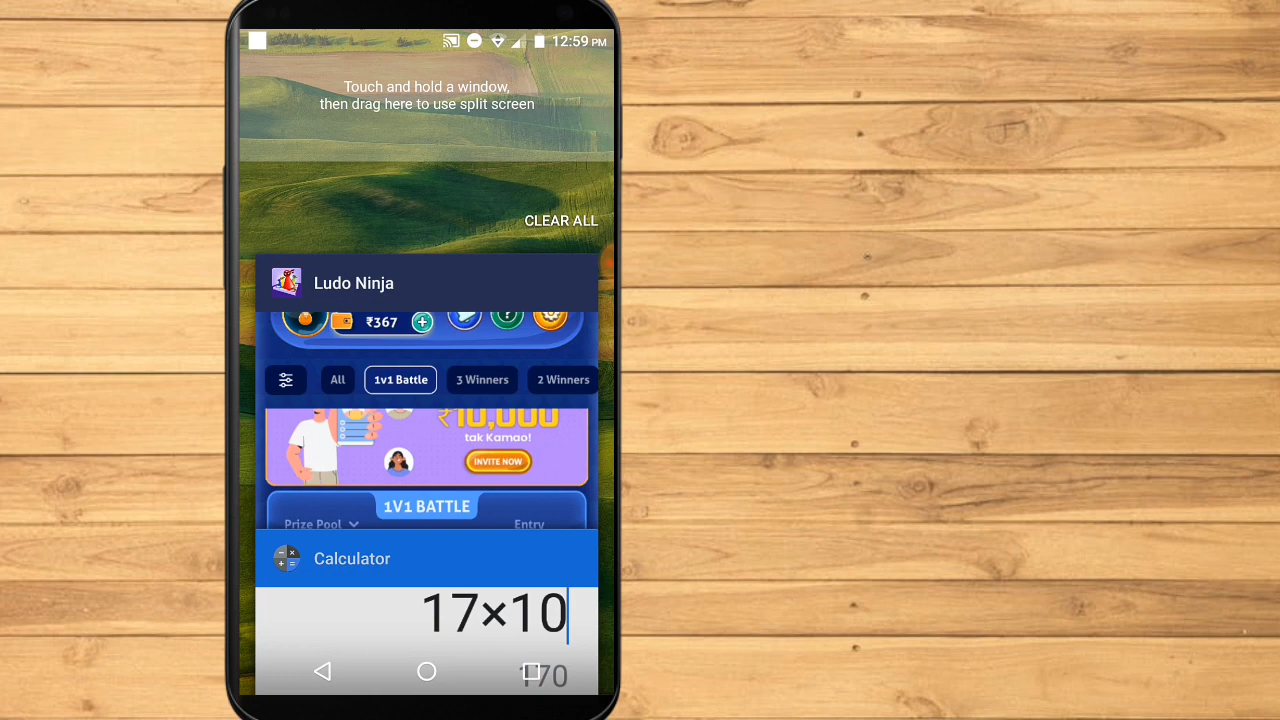 12:59 PM
Touch and hold a window,
then drag here to use split screen
CLEAR ALL
Ludo Ninja
₹367
All
1v1 Battle
3 Winners
2 Winners
₹10,000
tak Kamao!
INVITE NOW
1V1 BATTLE
Prize Pool
Entry
Calculator
17×10
170